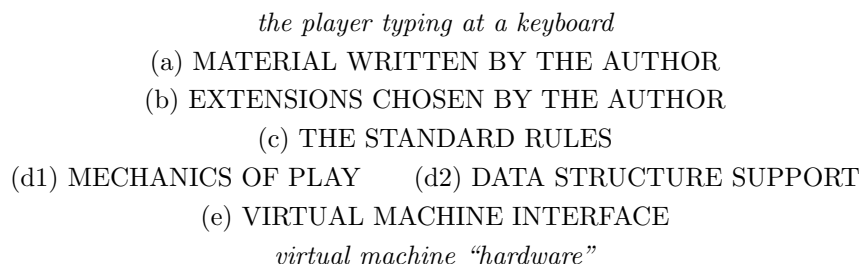 the player typing at a keyboard
(a) MATERIAL WRITTEN BY THE AUTHOR
(b) EXTENSIONS CHOSEN BY THE AUTHOR
(c) THE STANDARD RULES
(d1) MECHANICS OF PLAY (d2) DATA STRUCTURE SUPPORT
(e) VIRTUAL MACHINE INTERFACE
virtual machine “hardware”